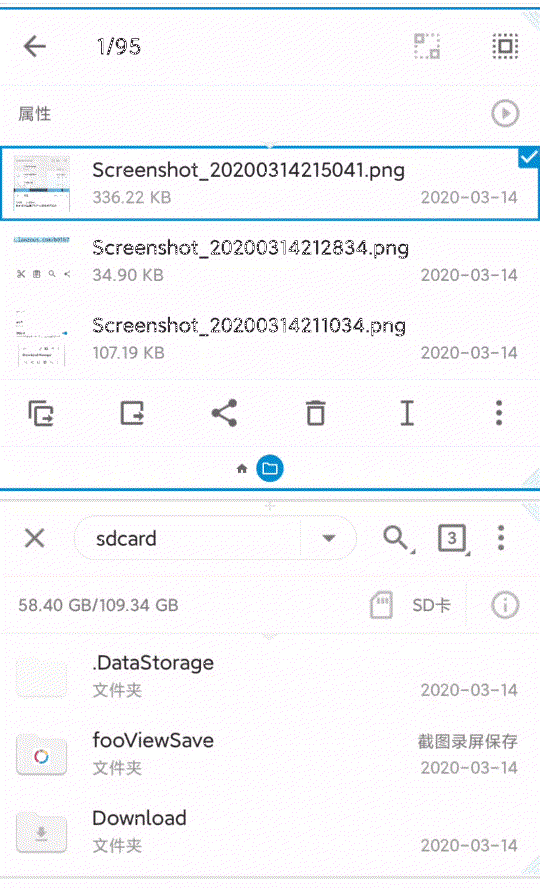 1/95
属性
Screenshot_20200314215041.png
336.22 KB
2020-03-14
Screenshot_20200314212834.png
34.90 KB
2020-03-14
Screenshot_20200314211034.png
107.19 KB
2020-03-14
sdcard
3
58.40 GB/109.34 GB
SD卡
.DataStorage
文件夹
2020-03-14
fooViewSave
截图录屏保存
文件夹
2020-03-14
Download
文件夹
2020-03-14